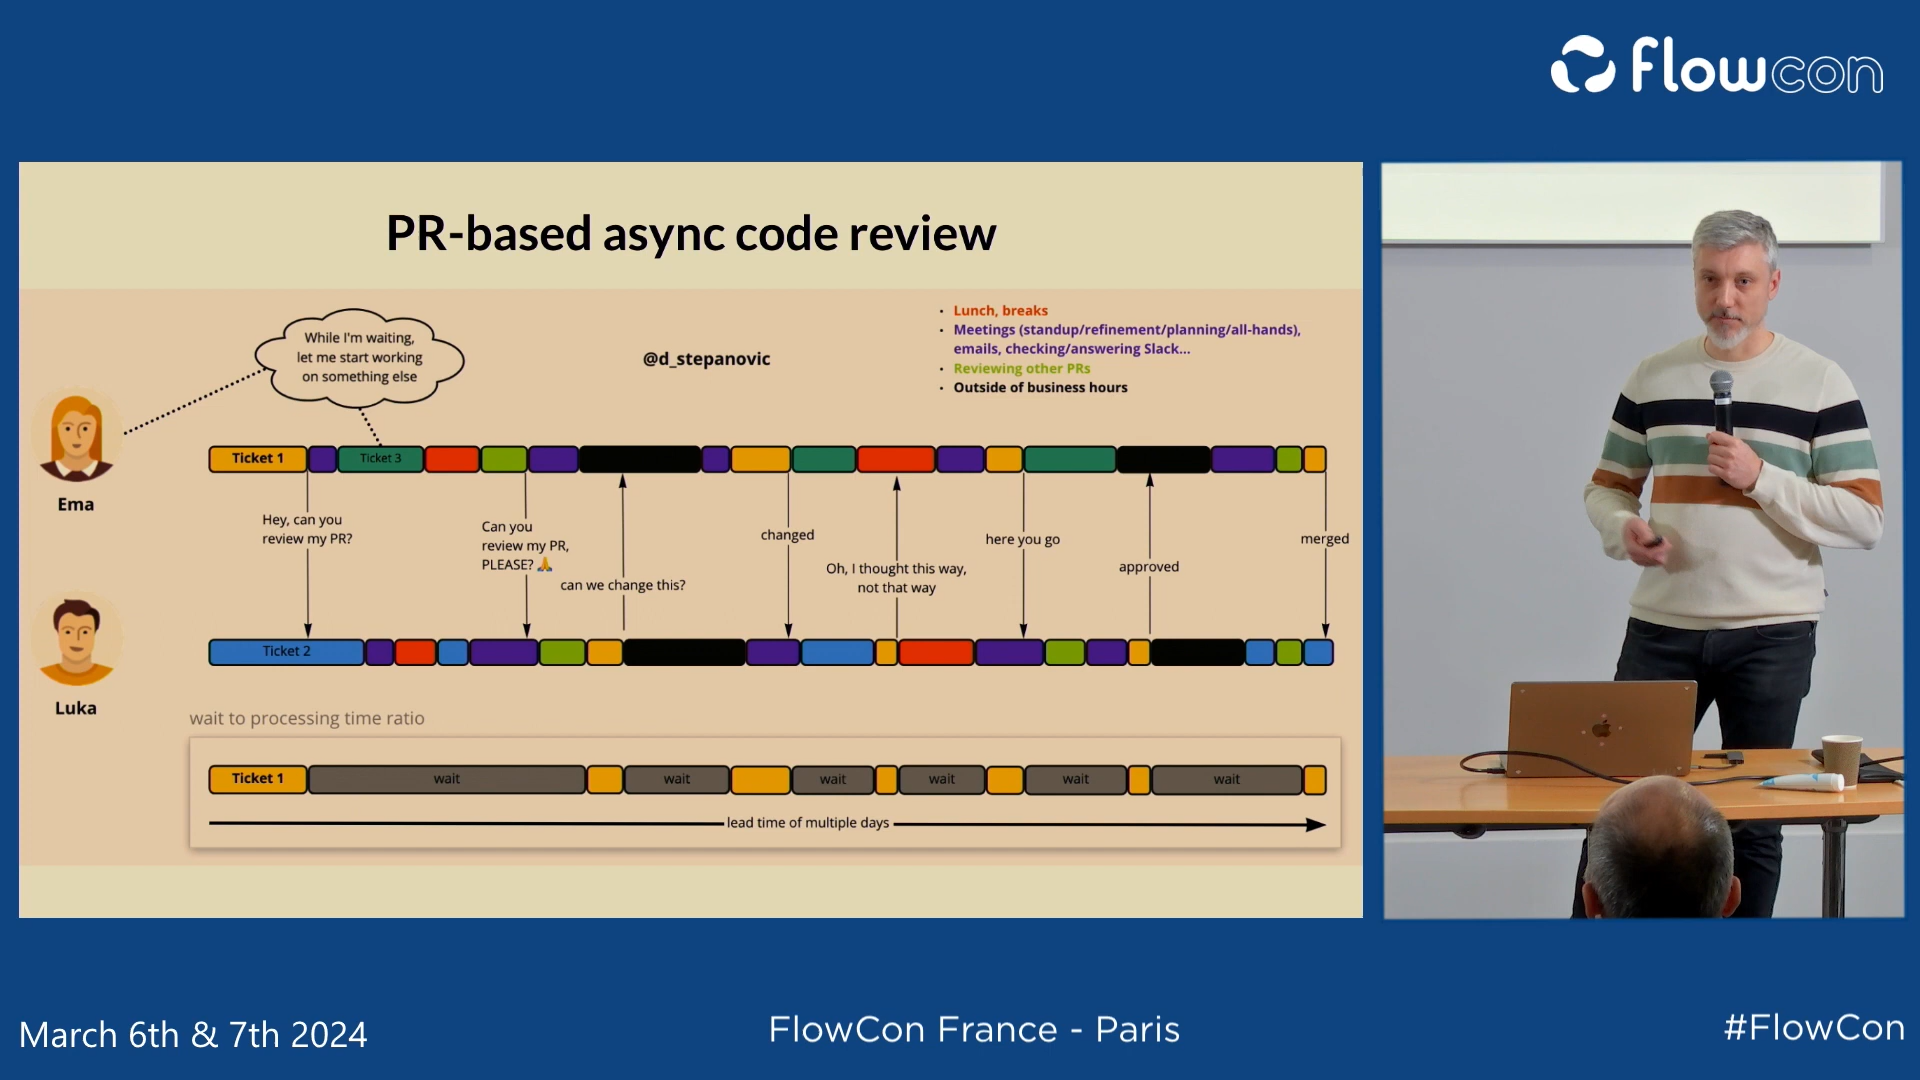 flowcon
PR-based async code review
While I'm waiting,
let me start working
on something else
@d_stepanovic
• Lunch, breaks
• Meetings (standup/refinement/planning/all-hands),
emails, checking/answering Slack...
• Reviewing other PRs
• Outside of business hours
Ticket 1
Ticket 3
Ema
Hey, can you
review my PR?
Can you
review my PR,
PLEASE? 🙏
can we change this?
changed
Oh, I thought this way,
not that way
here you go
approved
merged
Ticket 2
Luka
wait to processing time ratio
Ticket 1
wait
wait
wait
wait
wait
wait
lead time of multiple days
March 6th & 7th 2024
FlowCon France - Paris
#FlowCon